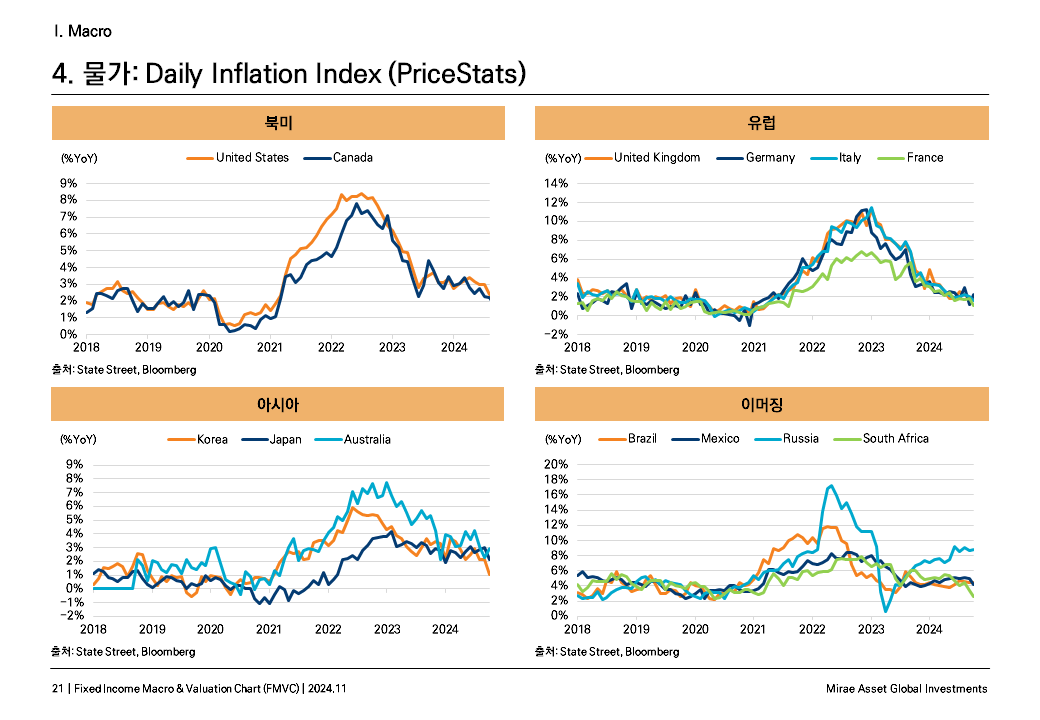 I. Macro
4. 물가: Daily Inflation Index (PriceStats)
북미
(%YoY)
United States
Canada
9%
8%
7%
6%
5%
4%
3%
2%
1%
0%
2018 2019 2020 2021 2022 2023 2024
출처: State Street, Bloomberg
유럽
(%YoY)
United Kingdom
Germany
Italy
France
14%
12%
10%
8%
6%
4%
2%
0%
−2%
2018 2019 2020 2021 2022 2023 2024
출처: State Street, Bloomberg
아시아
(%YoY)
Korea
Japan
Australia
9%
8%
7%
6%
5%
4%
3%
2%
1%
0%
−1%
−2%
2018 2019 2020 2021 2022 2023 2024
출처: State Street, Bloomberg
이머징
(%YoY)
Brazil
Mexico
Russia
South Africa
20%
18%
16%
14%
12%
10%
8%
6%
4%
2%
0%
2018 2019 2020 2021 2022 2023 2024
출처: State Street, Bloomberg
21 | Fixed Income Macro & Valuation Chart (FMVC) | 2024.11
Mirae Asset Global Investments